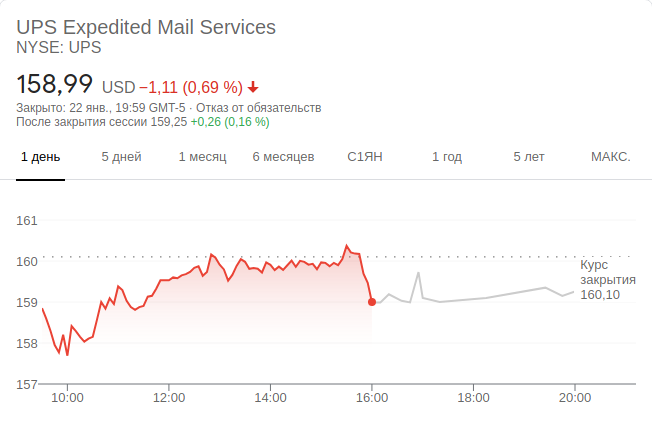 UPS Expedited Mail Services
NYSE: UPS
158,99 USD −1,11 (0,69 %)
Закрыто: 22 янв., 19:59 GMT-5 · Отказ от обязательств
После закрытия сессии 159,25 +0,26 (0,16 %)
1 день 5 дней 1 месяц 6 месяцев С1ЯН 1 год 5 лет МАКС.
161
160
Курс
закрытия
160,10
159
158
157
10:00 12:00 14:00 16:00 18:00 20:00